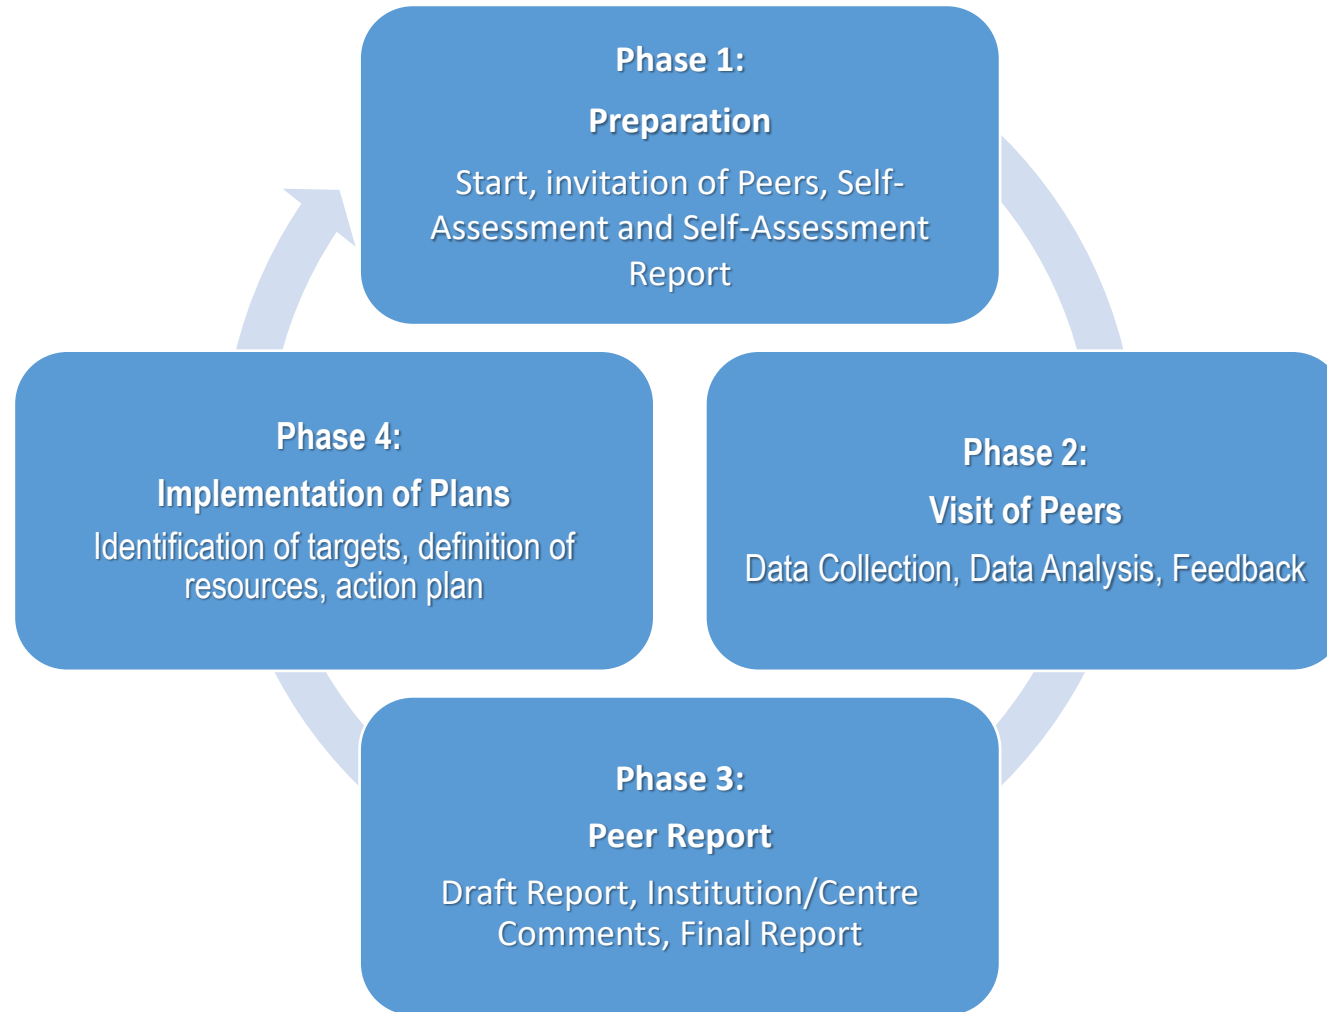 Phase 1:
Preparation
Start, invitation of Peers, Self-
Assessment and Self-Assessment
Report
Phase 2:
Visit of Peers
Data Collection, Data Analysis, Feedback
Phase 3:
Peer Report
Draft Report, Institution/Centre
Comments, Final Report
Phase 4:
Implementation of Plans
Identification of targets, definition of
resources, action plan